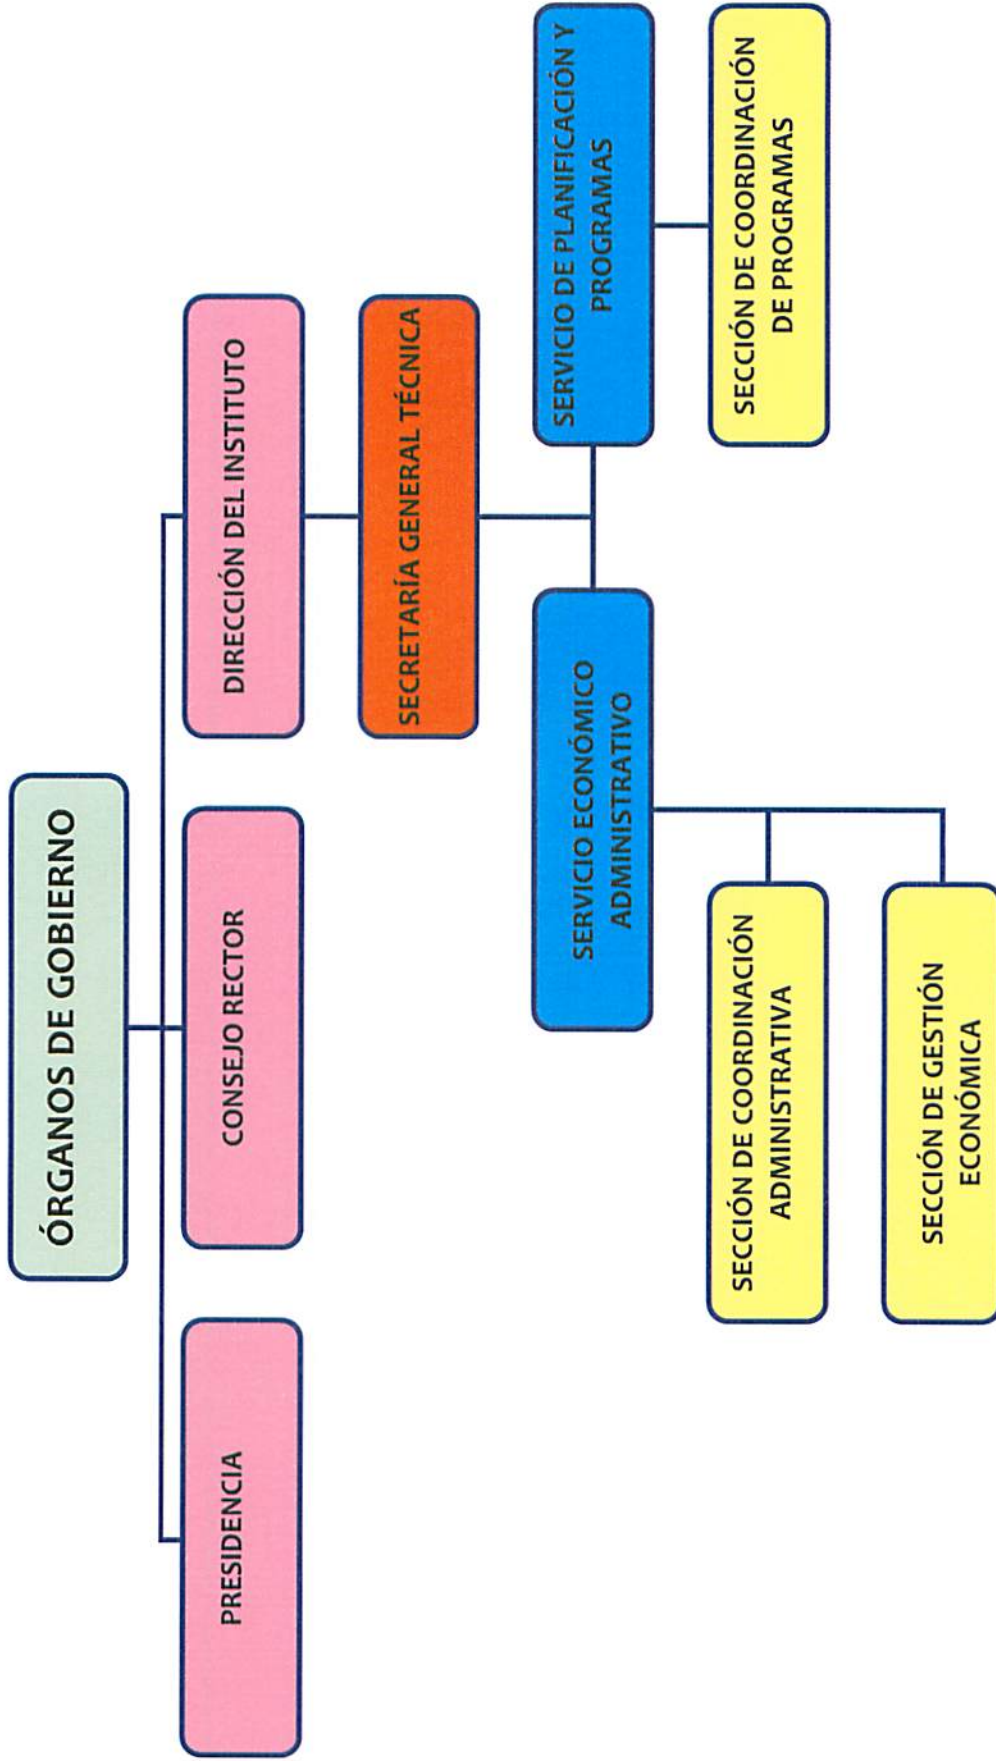 ÓRGANOS DE GOBIERNO
PRESIDENCIA
CONSEJO RECTOR
DIRECCIÓN DEL INSTITUTO
SECRETARÍA GENERAL TÉCNICA
SERVICIO ECONÓMICO
ADMINISTRATIVO
SERVICIO DE PLANIFICACIÓN Y
PROGRAMAS
SECCIÓN DE COORDINACIÓN
ADMINISTRATIVA
SECCIÓN DE COORDINACIÓN
DE PROGRAMAS
SECCIÓN DE GESTIÓN
ECONÓMICA